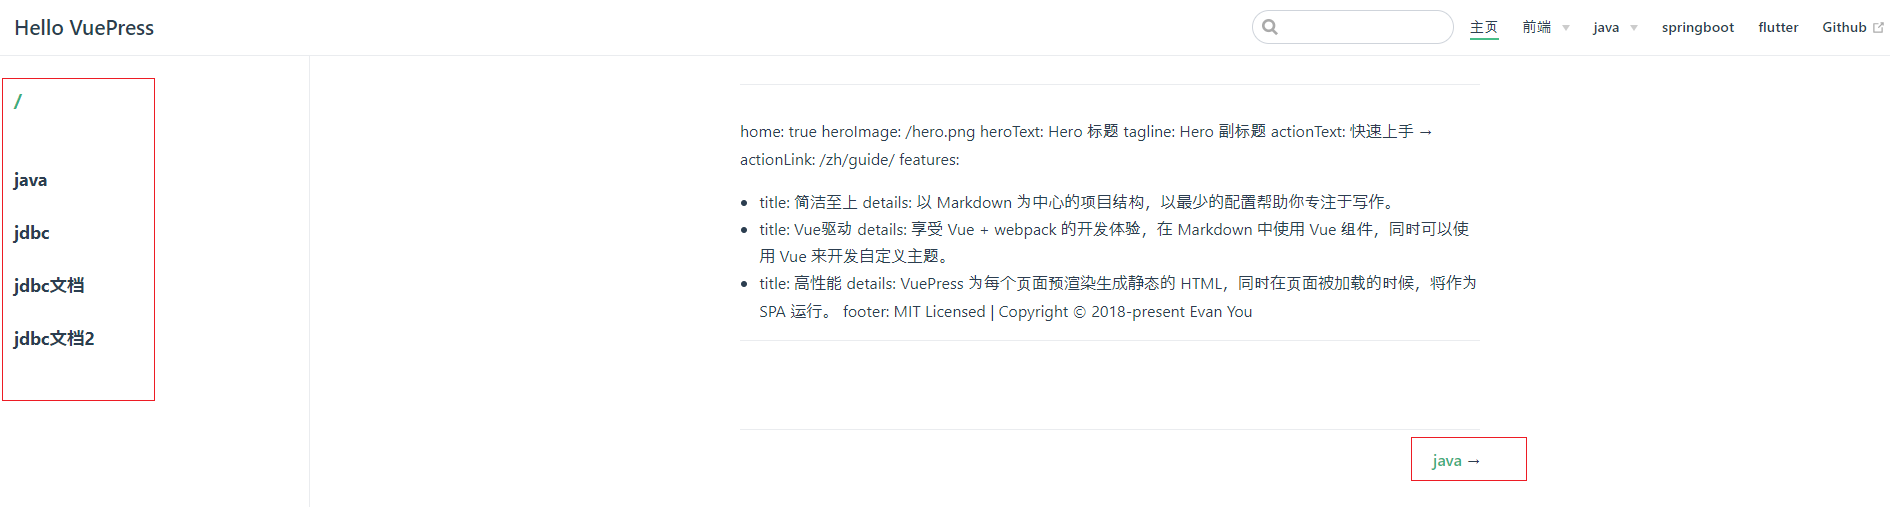 Hello VuePress
主页 前端 java springboot flutter Github
/
java
jdbc
jdbc文档
jdbc文档2
home: true heroImage: /hero.png heroText: Hero 标题 tagline: Hero 副标题 actionText: 快速上手 →
actionLink: /zh/guide/ features:
• title: 简洁至上 details: 以 Markdown 为中心的项目结构，以最少的配置帮助你专注于写作。
• title: Vue驱动 details: 享受 Vue + webpack 的开发体验，在 Markdown 中使用 Vue 组件，同时可以使
用 Vue 来开发自定义主题。
• title: 高性能 details: VuePress 为每个页面预渲染生成静态的 HTML，同时在页面被加载的时候，将作为
SPA 运行。 footer: MIT Licensed | Copyright © 2018-present Evan You
java →